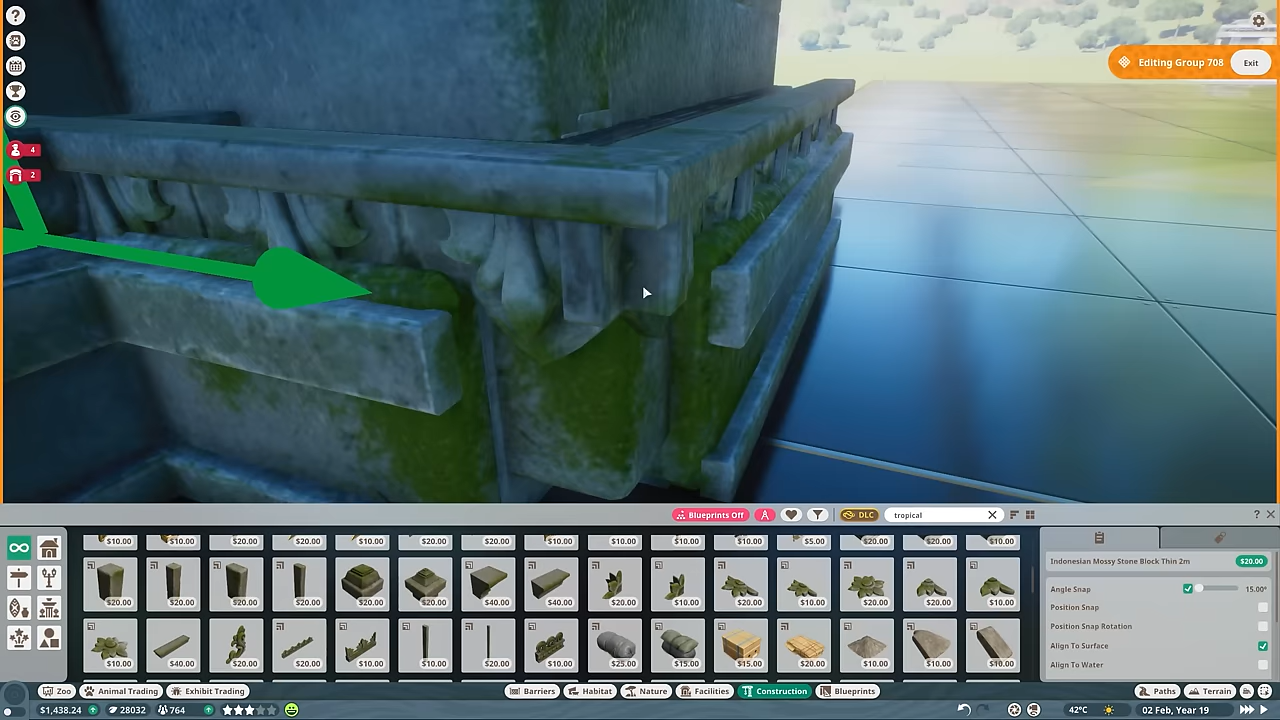 ?
Editing Group 708 Exit
4
2
Blueprints Off DLC tropical
? 
$10.00 $10.00 $20.00 $20.00 $10.00 $20.00 $20.00 $20.00 $10.00 $10.00 $10.00 $5.00 $20.00 $20.00 $20.00
$20.00 $20.00 $20.00 $20.00 $20.00 $20.00 $40.00 $40.00 $20.00 $10.00 $20.00 $10.00 $20.00 $20.00 $10.00
$10.00 $40.00 $20.00 $20.00 $10.00 $10.00 $20.00 $10.00 $25.00 $15.00 $15.00 $20.00 $10.00 $10.00 $10.00
Indonesian Mossy Stone Block Thin 2m $20.00
Angle Snap 15.00°
Position Snap
Position Snap Rotation
Align To Surface
Align To Water
Zoo Animal Trading Exhibit Trading Barriers Habitat Nature Facilities Construction Blueprints Paths Terrain
$1,438.24 28032 764 42°C 02 Feb, Year 19